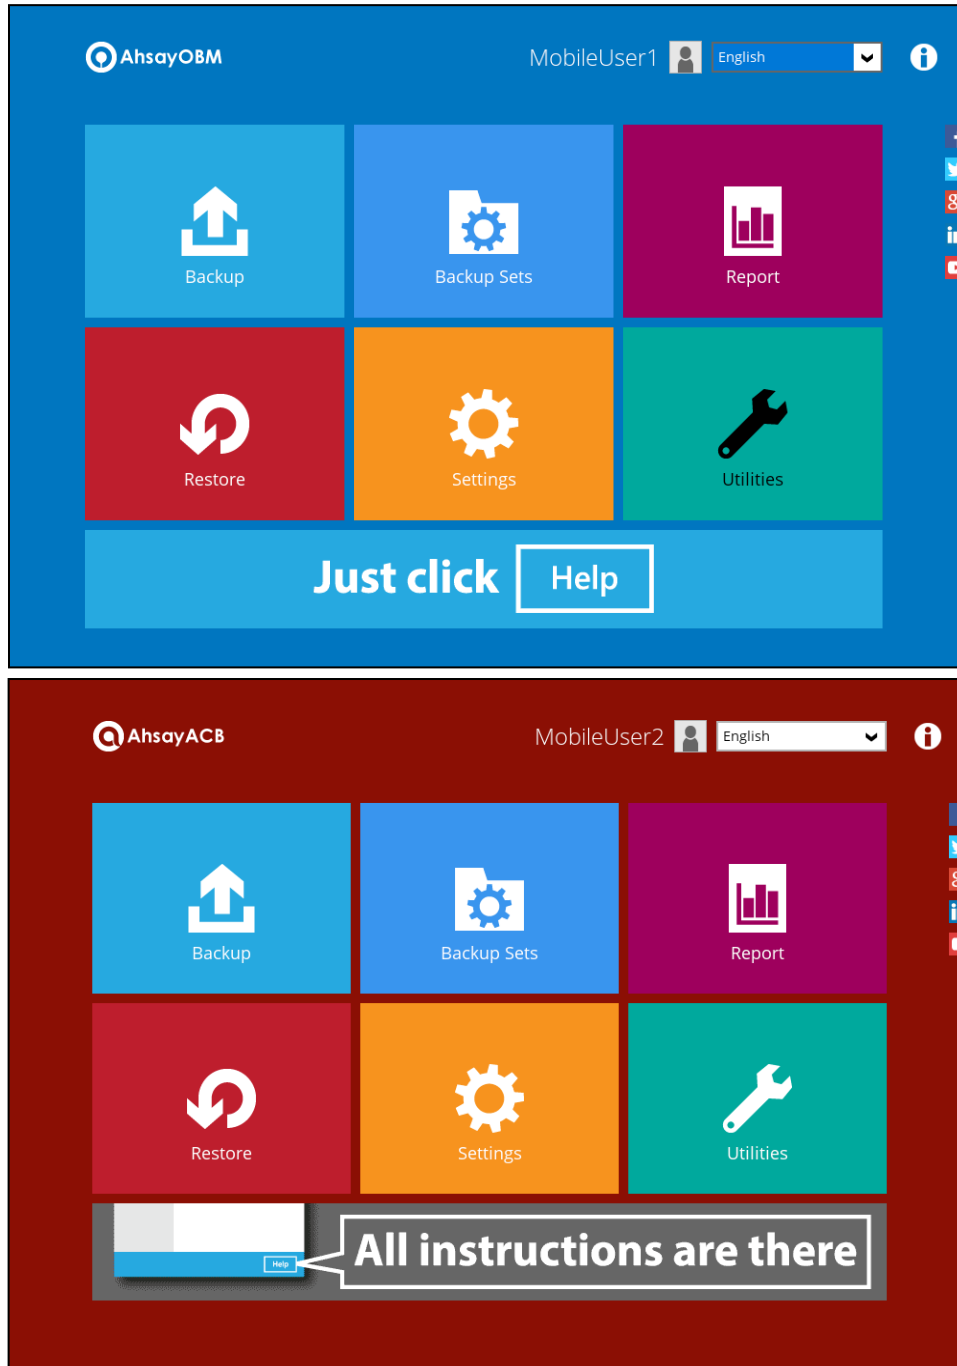 AhsayOBM
MobileUser1
English
Backup
Backup Sets
Report
Restore
Settings
Utilities
Just click Help
AhsayACB
MobileUser2
English
Backup
Backup Sets
Report
Restore
Settings
Utilities
Help
All instructions are there